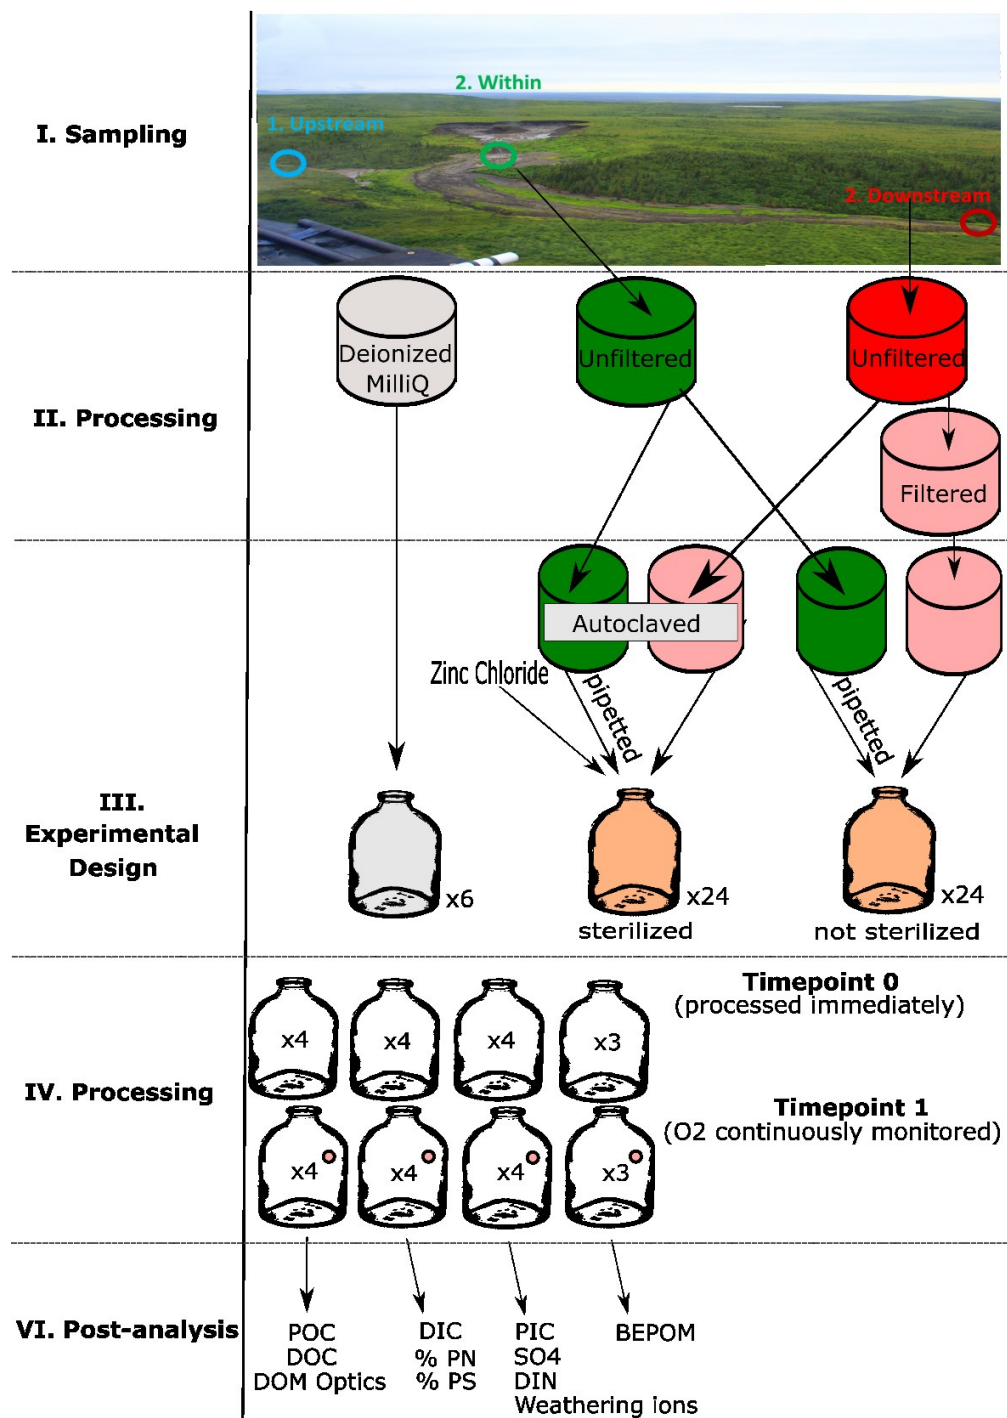 I. Sampling
2. Within
1. Upstream
2. Downstream
II. Processing
Deionized
MilliQ
Unfiltered
Unfiltered
Filtered
Autoclaved
Zinc Chloride
pipetted
pipetted
III.
Experimental
Design
x6
x24
sterilized
x24
not sterilized
IV. Processing
x4
x4
x4
x3
Timepoint 0
(processed immediately)
x4
x4
x4
x3
Timepoint 1
(O2 continuously monitored)
VI. Post-analysis
POC
DOC
DOM Optics
DIC
% PN
% PS
PIC
SO4
DIN
Weathering ions
BEPOM